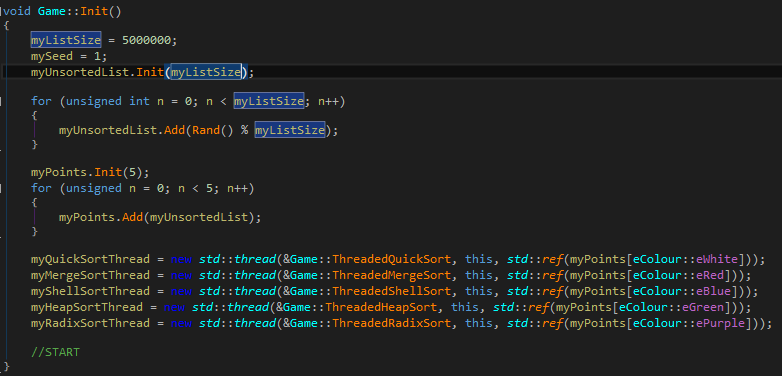 void Game::Init()
{
myListSize = 5000000;
mySeed = 1;
myUnsortedList.Init(myListSize);
for (unsigned int n = 0; n < myListSize; n++)
{
myUnsortedList.Add(Rand() % myListSize);
}
myPoints.Init(5);
for (unsigned n = 0; n < 5; n++)
{
myPoints.Add(myUnsortedList);
}
myQuickSortThread = new std::thread(&Game::ThreadedQuickSort, this, std::ref(myPoints[eColour::eWhite]));
myMergeSortThread = new std::thread(&Game::ThreadedMergeSort, this, std::ref(myPoints[eColour::eRed]));
myShellSortThread = new std::thread(&Game::ThreadedShellSort, this, std::ref(myPoints[eColour::eBlue]));
myHeapSortThread = new std::thread(&Game::ThreadedHeapSort, this, std::ref(myPoints[eColour::eGreen]));
myRadixSortThread = new std::thread(&Game::ThreadedRadixSort, this, std::ref(myPoints[eColour::ePurple]));
//START
}